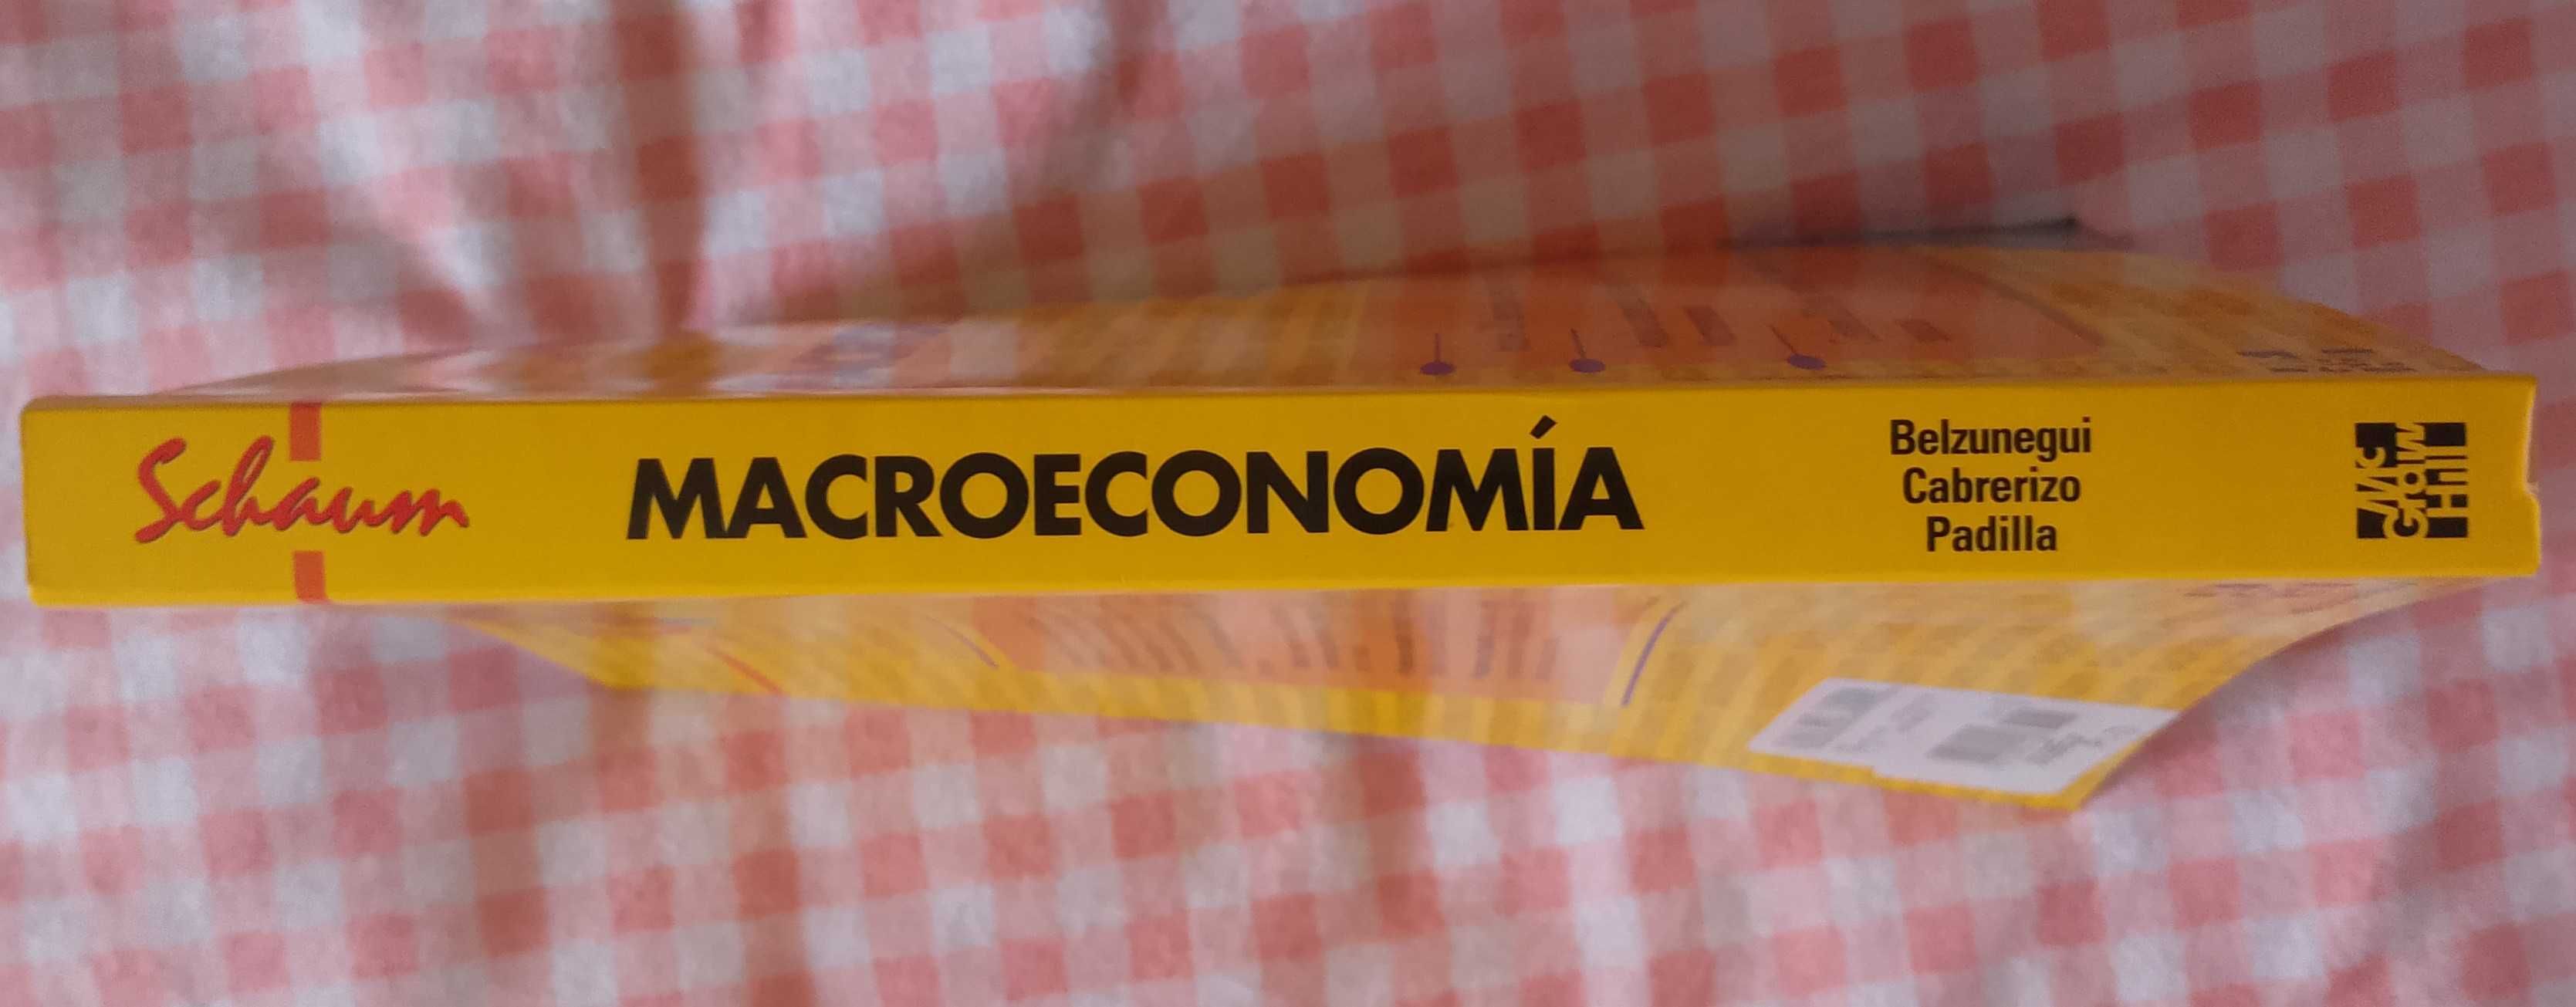 Schaum
MACROECONOMÍA
Belzunegui
Cabrerizo
Padilla
Mc
Graw
Hill